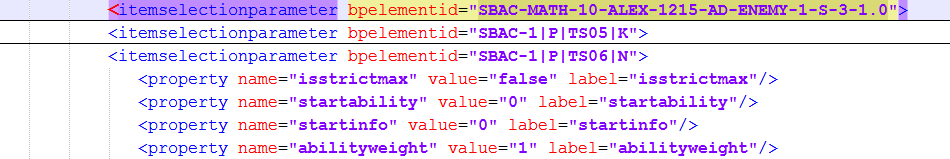 <itemselectionparameter bpelementid="SBAC-MATH-10-ALEX-1215-AD-ENEMY-1-S-3-1.0">
<itemselectionparameter bpelementid="SBAC-1|P|TS05|K">
<itemselectionparameter bpelementid="SBAC-1|P|TS06|N">
<property name="isstrictmax" value="false" label="isstrictmax"/>
<property name="startability" value="0" label="startability"/>
<property name="startinfo" value="0" label="startinfo"/>
<property name="abilityweight" value="1" label="abilityweight"/>